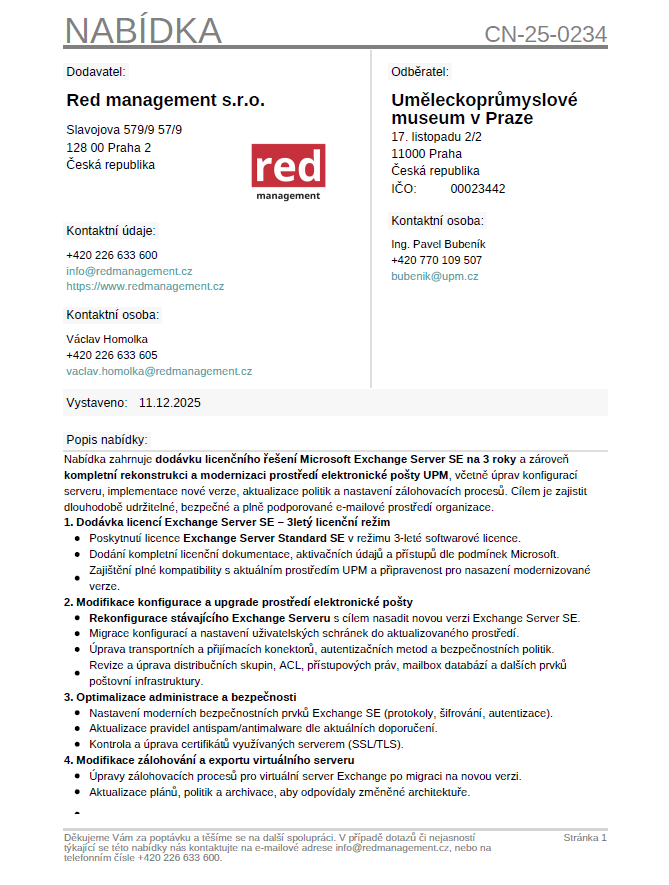 NABÍDKA
CN-25-0234
Dodavatel:
Red management s.r.o.
Slavojova 579/9 57/9
128 00 Praha 2
Česká republika
red
management
Kontaktní údaje:
+420 226 633 600
info@redmanagement.cz
https://www.redmanagement.cz
Kontaktní osoba:
Václav Homolka
+420 226 633 605
vaclav.homolka@redmanagement.cz
Odběratel:
Uměleckoprůmyslové
museum v Praze
17. listopadu 2/2
11000 Praha
Česká republika
IČO: 00023442
Kontaktní osoba:
Ing. Pavel Bubeník
+420 770 109 507
bubenik@upm.cz
Vystaveno: 11.12.2025
Popis nabídky:
Nabídka zahrnuje dodávku licenčního řešení Microsoft Exchange Server SE na 3 roky a zároveň
kompletní rekonstrukci a modernizaci prostředí elektronické pošty UPM, včetně úprav konfigurací
serveru, implementace nové verze, aktualizace politik a nastavení zálohovacích procesů. Cílem je zajistit
dlouhodobě udržitelné, bezpečné a plně podporované e-mailové prostředí organizace.
1. Dodávka licencí Exchange Server SE – 3letý licenční režim
● Poskytnutí licence Exchange Server Standard SE v režimu 3-leté softwarové licence.
● Dodání kompletní licenční dokumentace, aktivačních údajů a přístupů dle podmínek Microsoft.
● Zajištění plné kompatibility s aktuálním prostředím UPM a připravenost pro nasazení modernizované
verze.
2. Modifikace konfigurace a upgrade prostředí elektronické pošty
● Rekonfigurace stávajícího Exchange Serveru s cílem nasadit novou verzi Exchange Server SE.
● Migrace konfigurací a nastavení uživatelských schránek do aktualizovaného prostředí.
● Úprava transportních a přijímacích konektorů, autentizačních metod a bezpečnostních politik.
● Revize a úprava distribučních skupin, ACL, přístupových práv, mailbox databází a dalších prvků
poštovní infrastruktury.
3. Optimalizace administrace a bezpečnosti
● Nastavení moderních bezpečnostních prvků Exchange SE (protokoly, šifrování, autentizace).
● Aktualizace pravidel antispam/antimalware dle aktuálních doporučení.
● Kontrola a úprava certifikátů využívaných serverem (SSL/TLS).
4. Modifikace zálohování a exportu virtuálního serveru
● Úpravy zálohovacích procesů pro virtuální server Exchange po migraci na novou verzi.
● Aktualizace plánů, politik a archivace, aby odpovídaly změněné architektuře.
Děkujeme Vám za poptávku a těšíme se na další spolupráci. V případě dotazů či nejasností
týkající se této nabídky nás kontaktujte na e-mailové adrese info@redmanagement.cz, nebo na
telefonním čísle +420 226 633 600.
Stránka 1